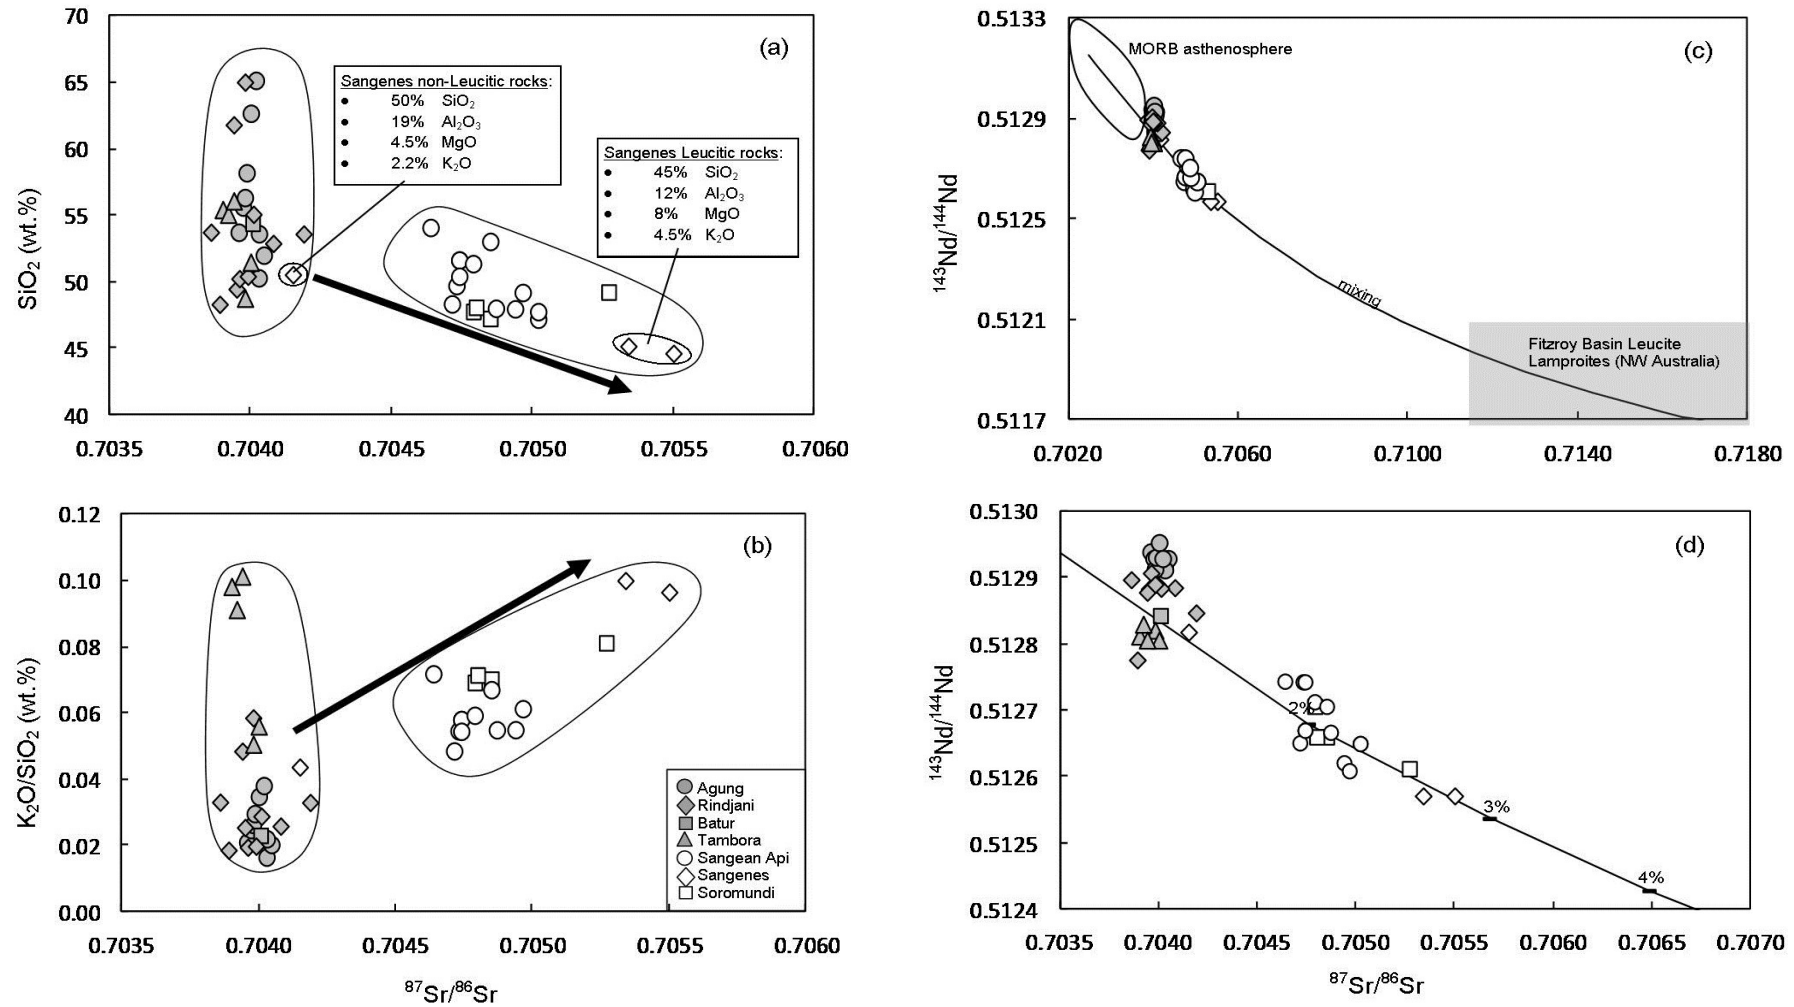 (a)
70
65
60
55
50
45
40
SiO₂ (wt.%)
Sangenes non-Leucitic rocks:
• 50% SiO₂
• 19% Al₂O₃
• 4.5% MgO
• 2.2% K₂O
Sangenes Leucitic rocks:
• 45% SiO₂
• 12% Al₂O₃
• 8% MgO
• 4.5% K₂O
0.7035 0.7040 0.7045 0.7050 0.7055 0.7060
(c)
0.5133
0.5129
0.5125
0.5121
0.5117
¹⁴³Nd/¹⁴⁴Nd
MORB asthenosphere
mixing
Fitzroy Basin Leucite
Lamproites (NW Australia)
0.7020 0.7060 0.7100 0.7140 0.7180
(b)
0.12
0.10
0.08
0.06
0.04
0.02
0.00
K₂O/SiO₂ (wt.%)
Agung
Rindjani
Batur
Tambora
Sangean Api
Sangenes
Soromundi
0.7035 0.7040 0.7045 0.7050 0.7055 0.7060
⁸⁷Sr/⁸⁶Sr
(d)
0.5130
0.5129
0.5128
0.5127
0.5126
0.5125
0.5124
¹⁴³Nd/¹⁴⁴Nd
2%
3%
4%
0.7035 0.7040 0.7045 0.7050 0.7055 0.7060 0.7065 0.7070
⁸⁷Sr/⁸⁶Sr